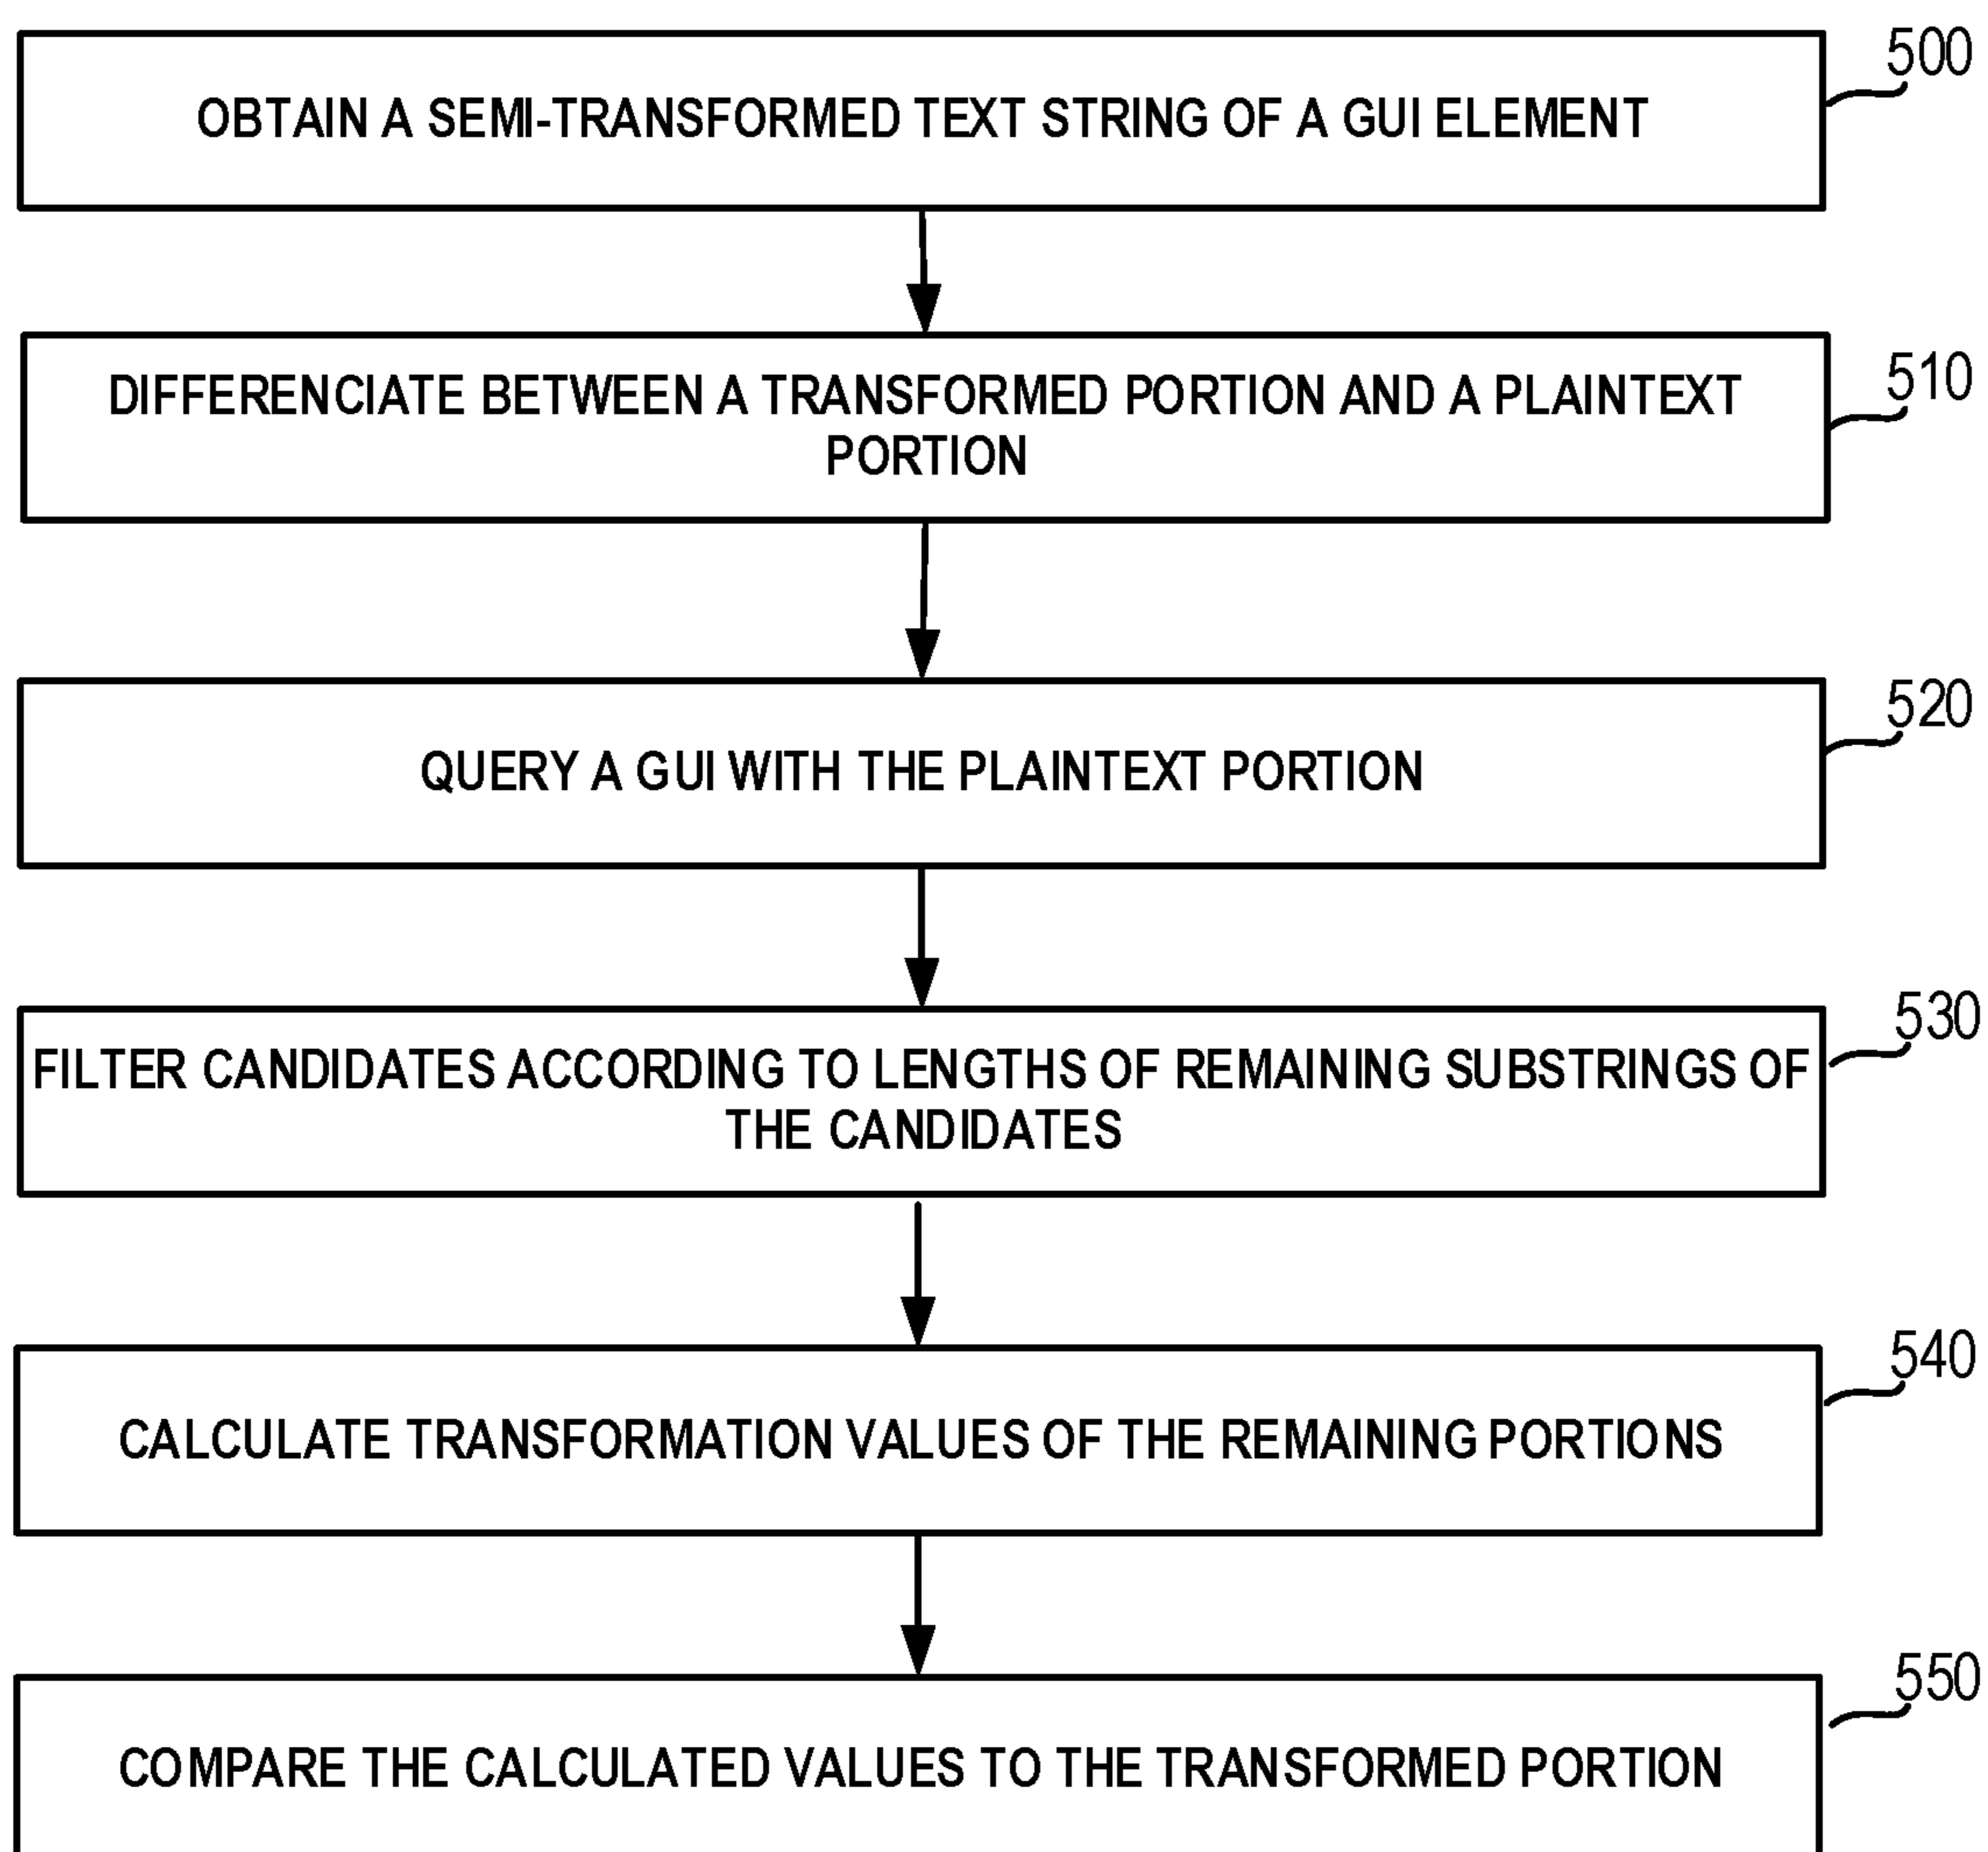 500
OBTAIN A SEMI-TRANSFORMED TEXT STRING OF A GUI ELEMENT
510
DIFFERENCIATE BETWEEN A TRANSFORMED PORTION AND A PLAINTEXT
PORTION
520
QUERY A GUI WITH THE PLAINTEXT PORTION
530
FILTER CANDIDATES ACCORDING TO LENGTHS OF REMAINING SUBSTRINGS OF
THE CANDIDATES
540
CALCULATE TRANSFORMATION VALUES OF THE REMAINING PORTIONS
550
COMPARE THE CALCULATED VALUES TO THE TRANSFORMED PORTION